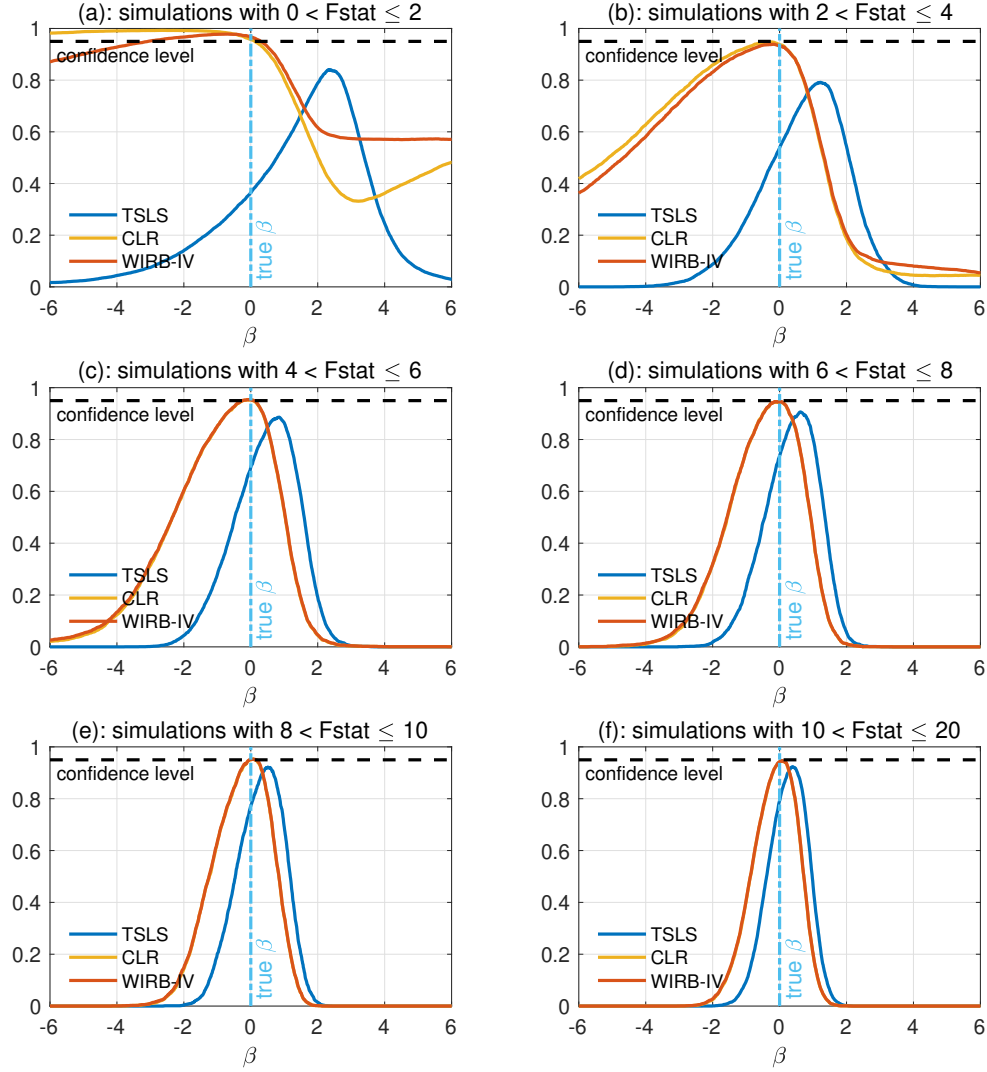 (a): simulations with 0 < Fstat ≤ 2
1
0.8
0.6
0.4
0.2
0
confidence level
TSLS
CLR
WIRB-IV
true β
-6 -4 -2 0 2 4 6
β
(b): simulations with 2 < Fstat ≤ 4
1
0.8
0.6
0.4
0.2
0
confidence level
TSLS
CLR
WIRB-IV
true β
-6 -4 -2 0 2 4 6
β
(c): simulations with 4 < Fstat ≤ 6
1
0.8
0.6
0.4
0.2
0
confidence level
TSLS
CLR
WIRB-IV
true β
-6 -4 -2 0 2 4 6
β
(d): simulations with 6 < Fstat ≤ 8
1
0.8
0.6
0.4
0.2
0
confidence level
TSLS
CLR
WIRB-IV
true β
-6 -4 -2 0 2 4 6
β
(e): simulations with 8 < Fstat ≤ 10
1
0.8
0.6
0.4
0.2
0
confidence level
TSLS
CLR
WIRB-IV
true β
-6 -4 -2 0 2 4 6
β
(f): simulations with 10 < Fstat ≤ 20
1
0.8
0.6
0.4
0.2
0
confidence level
TSLS
CLR
WIRB-IV
true β
-6 -4 -2 0 2 4 6
β